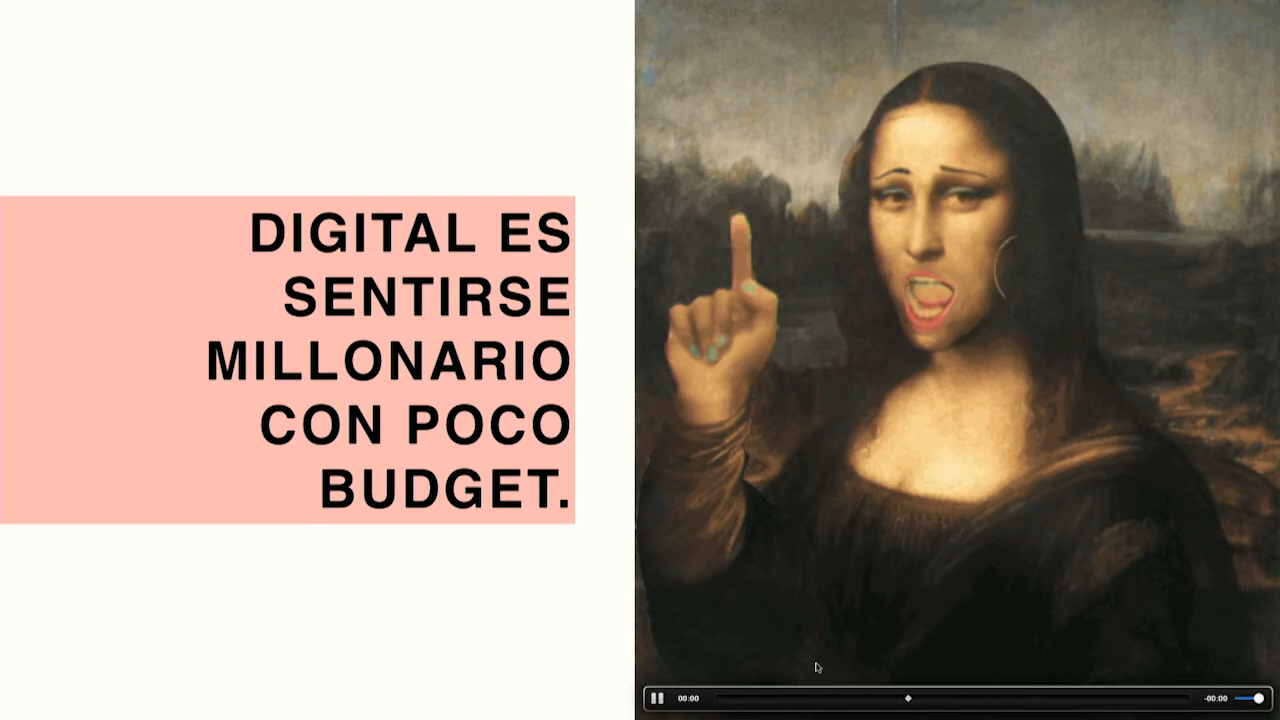 DIGITAL ES
SENTIRSE
MILLONARIO
CON POCO
BUDGET.
00:00
-00:00